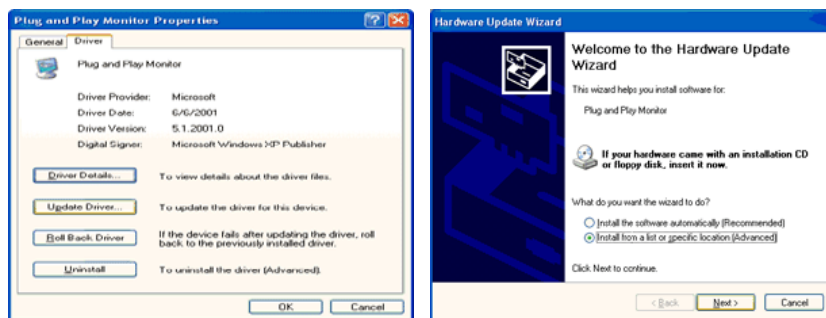 Plug and Play Monitor Properties
General Driver
Plug and Play Monitor
Driver Provider: Microsoft
Driver Date: 6/6/2001
Driver Version: 5.1.2001.0
Digital Signer: Microsoft Windows XP Publisher
Driver Details... To view details about the driver files.
Update Driver... To update the driver for this device.
Roll Back Driver If the device fails after updating the driver, roll
back to the previously installed driver.
Uninstall To uninstall the driver (Advanced).
OK Cancel
Hardware Update Wizard
Welcome to the Hardware Update
Wizard
This wizard helps you install software for:
Plug and Play Monitor
If your hardware came with an installation CD
or floppy disk, insert it now.
What do you want the wizard to do?
Install the software automatically (Recommended)
Install from a list or specific location (Advanced)
Click Next to continue.
< Back Next > Cancel